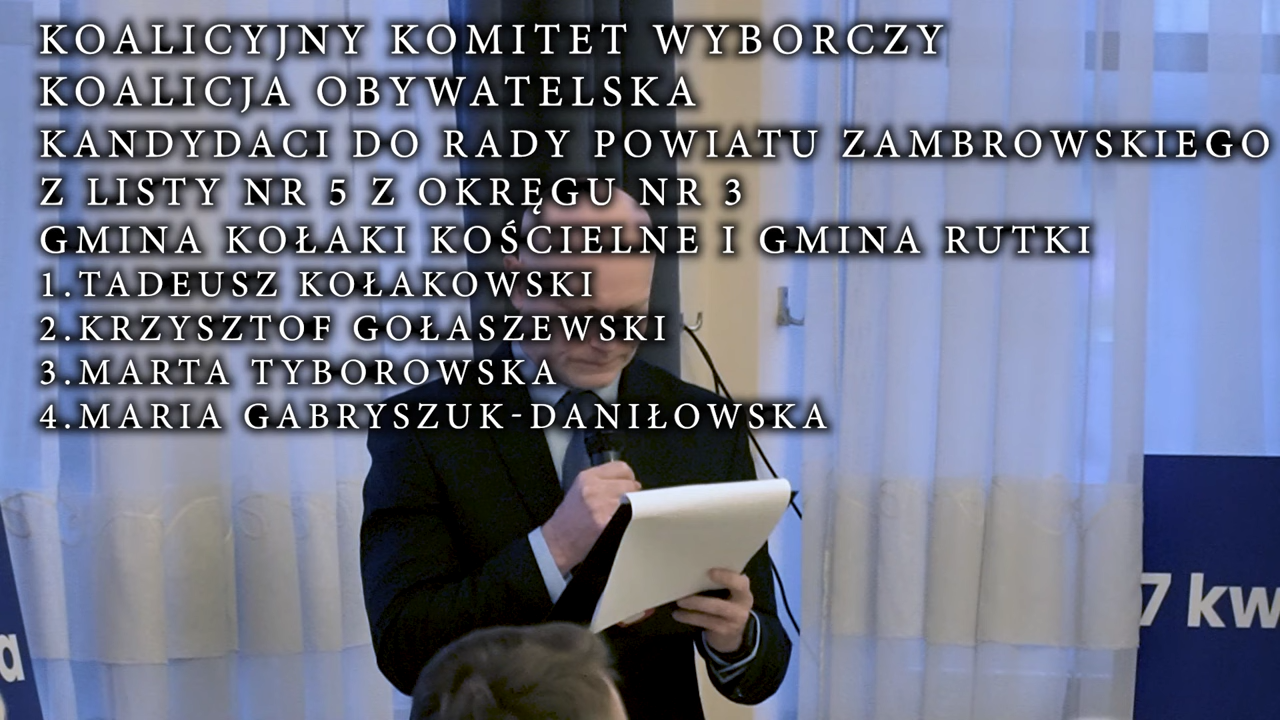 KOALICYJNY KOMITET WYBORCZY
KOALICJA OBYWATELSKA
KANDYDACI DO RADY POWIATU ZAMBROWSKIEGO
Z LISTY NR 5 Z OKRĘGU NR 3
GMINA KOŁAKI KOŚCIELNE I GMINA RUTKI
1.TADEUSZ KOŁAKOWSKI
2.KRZYSZTOF GOŁASZEWSKI
3.MARTA TYBOROWSKA
4.MARIA GABRYSZUK-DANIŁOWSKA
7 kw
a